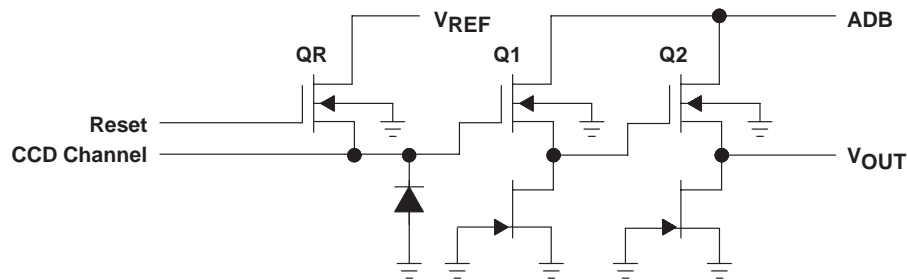 VREF
ADB
QR
Q1
Q2
Reset
CCD Channel
VOUT